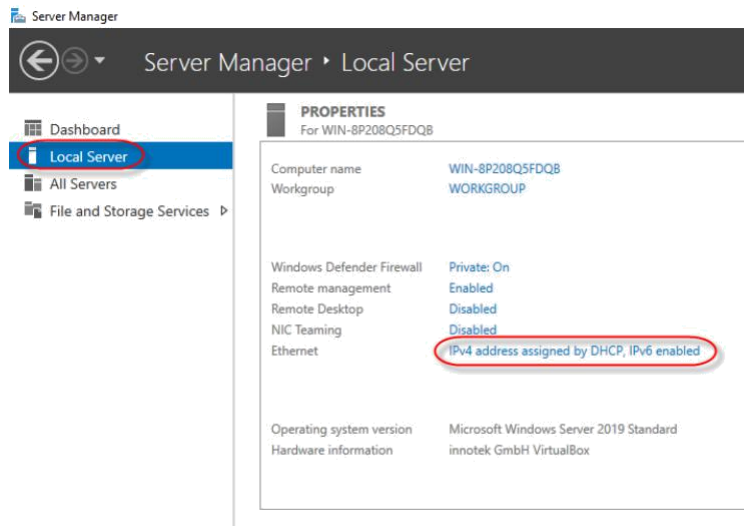 Server Manager
Server Manager • Local Server
Dashboard
Local Server
All Servers
File and Storage Services
PROPERTIES
For WIN-8P208Q5FDQB
Computer name WIN-8P208Q5FDQB
Workgroup WORKGROUP
Windows Defender Firewall Private: On
Remote management Enabled
Remote Desktop Disabled
NIC Teaming Disabled
Ethernet IPv4 address assigned by DHCP, IPv6 enabled
Operating system version Microsoft Windows Server 2019 Standard
Hardware information innotek GmbH VirtualBox